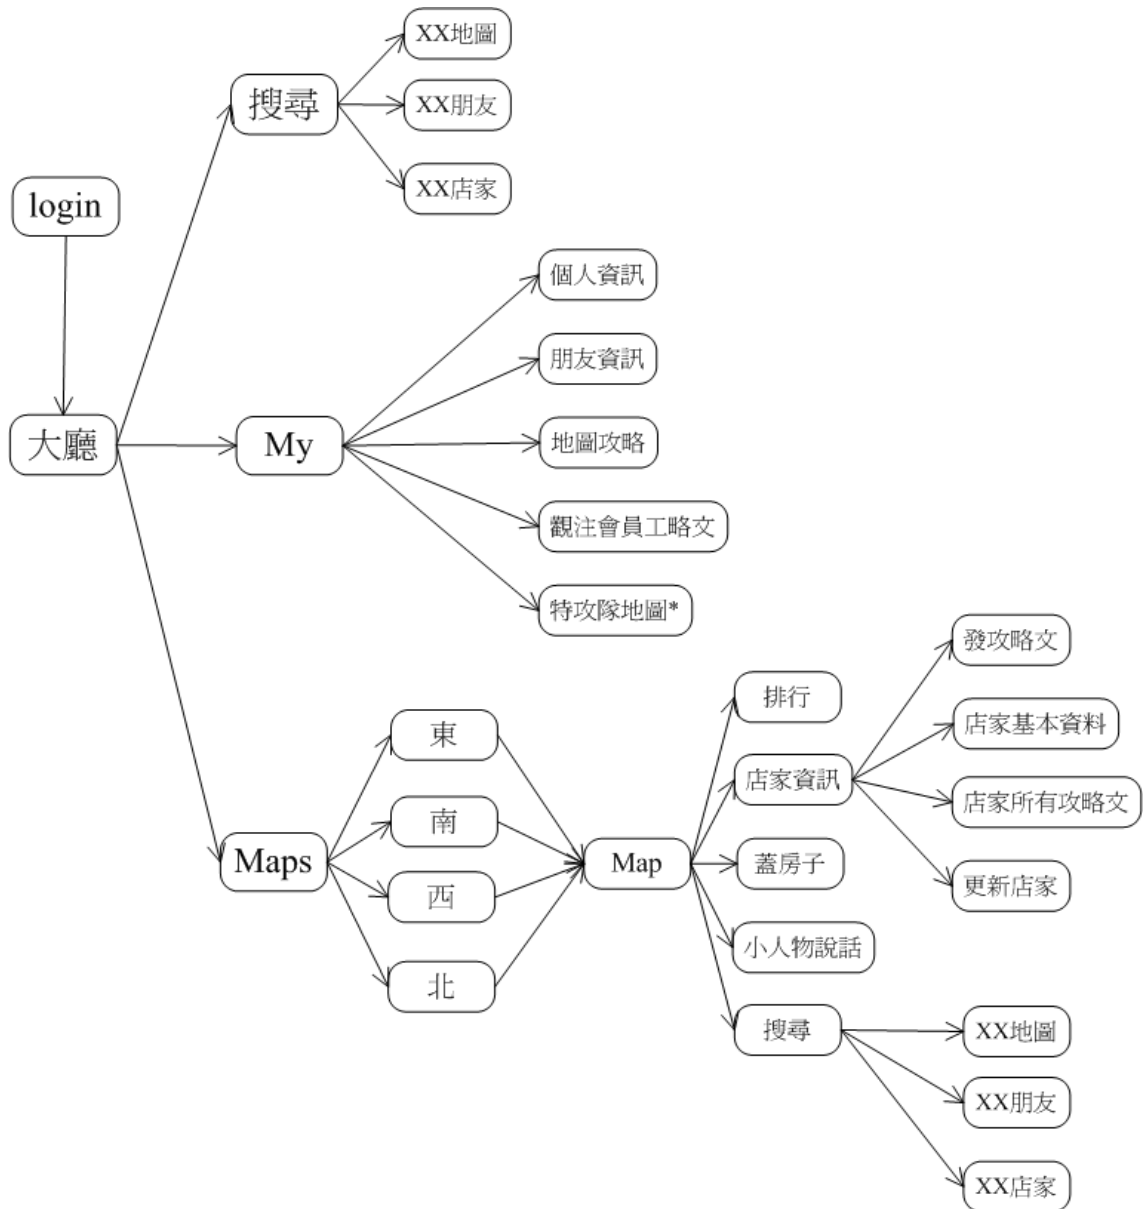 login
大廳
搜尋
XX地圖
XX朋友
XX店家
My
個人資訊
朋友資訊
地圖攻略
觀注會員工略文
特攻隊地圖*
Maps
東
南
西
北
Map
排行
店家資訊
發攻略文
店家基本資料
店家所有攻略文
更新店家
蓋房子
小人物說話
搜尋
XX地圖
XX朋友
XX店家